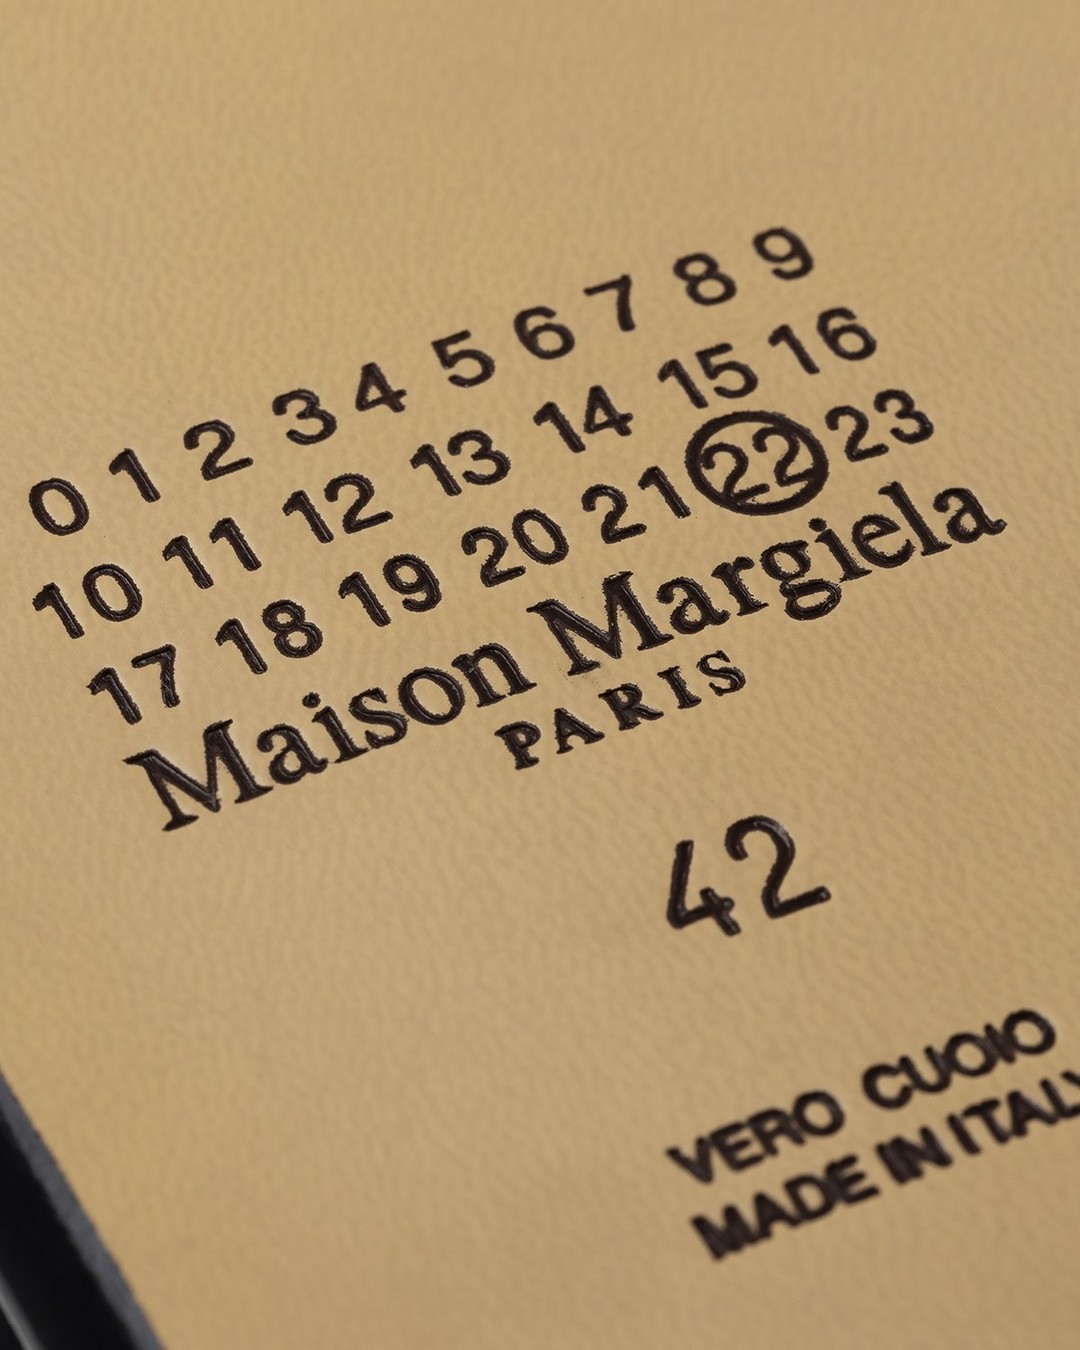 0 1 2 3 4 5 6 7 8 9
10 11 12 13 14 15 16
17 18 19 20 21 22 23
Maison Margiela
PARIS
42
VERO CUOIO
MADE IN ITALY